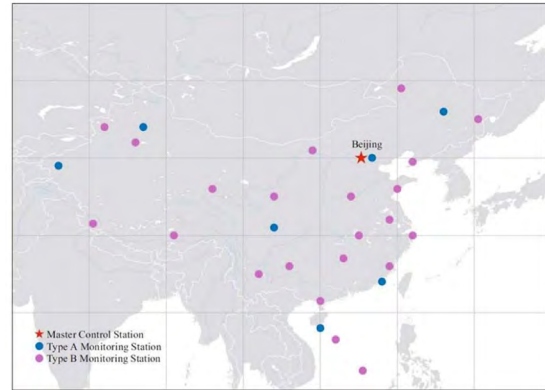 Beijing
Master Control Station
Type A Monitoring Station
Type B Monitoring Station